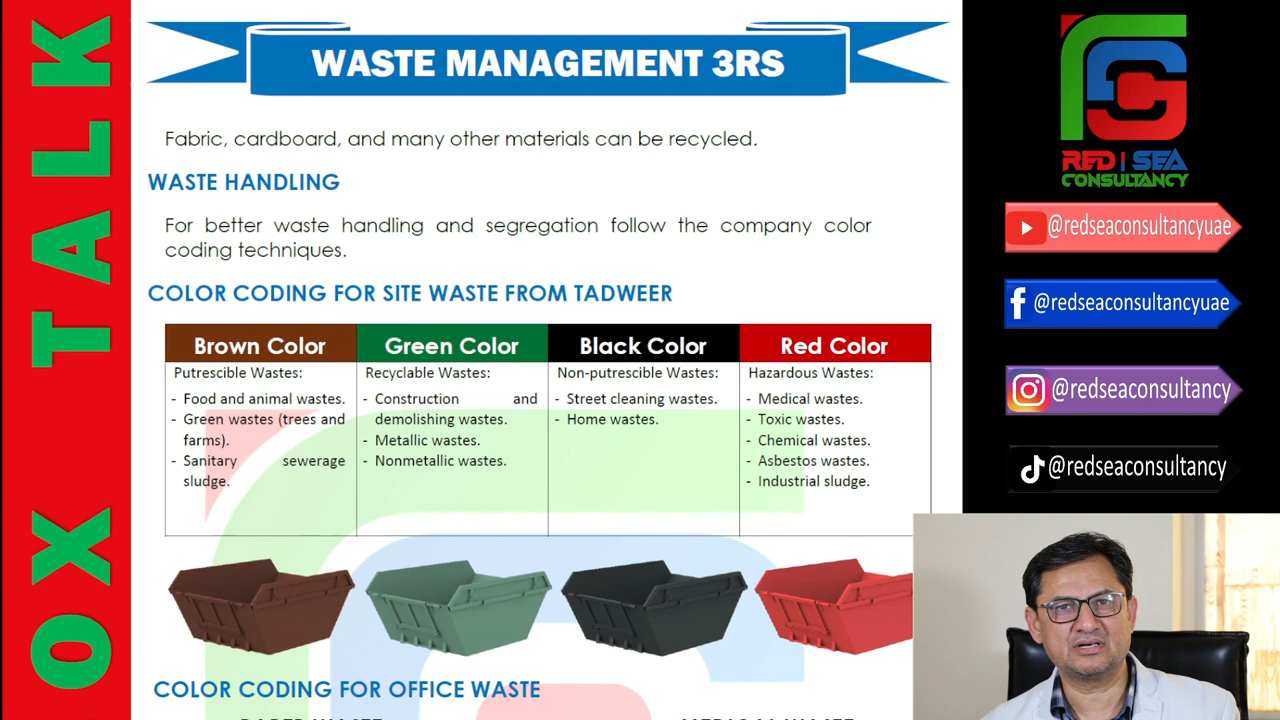 OX TALK
WASTE MANAGEMENT 3RS
Fabric, cardboard, and many other materials can be recycled.
WASTE HANDLING
For better waste handling and segregation follow the company color
coding techniques.
COLOR CODING FOR SITE WASTE FROM TADWEER
Brown Color
Putrescible Wastes:
- Food and animal wastes.
- Green wastes (trees and
farms).
- Sanitary sewerage
sludge.
Green Color
Recyclable Wastes:
- Construction and
demolishing wastes.
- Metallic wastes.
- Nonmetallic wastes.
Black Color
Non-putrescible Wastes:
- Street cleaning wastes.
- Home wastes.
Red Color
Hazardous Wastes:
- Medical wastes.
- Toxic wastes.
- Chemical wastes.
- Asbestos wastes.
- Industrial sludge.
COLOR CODING FOR OFFICE WASTE
RED | SEA
CONSULTANCY
@redseaconsultancyuae
@redseaconsultancyuae
@redseaconsultancy
@redseaconsultancy